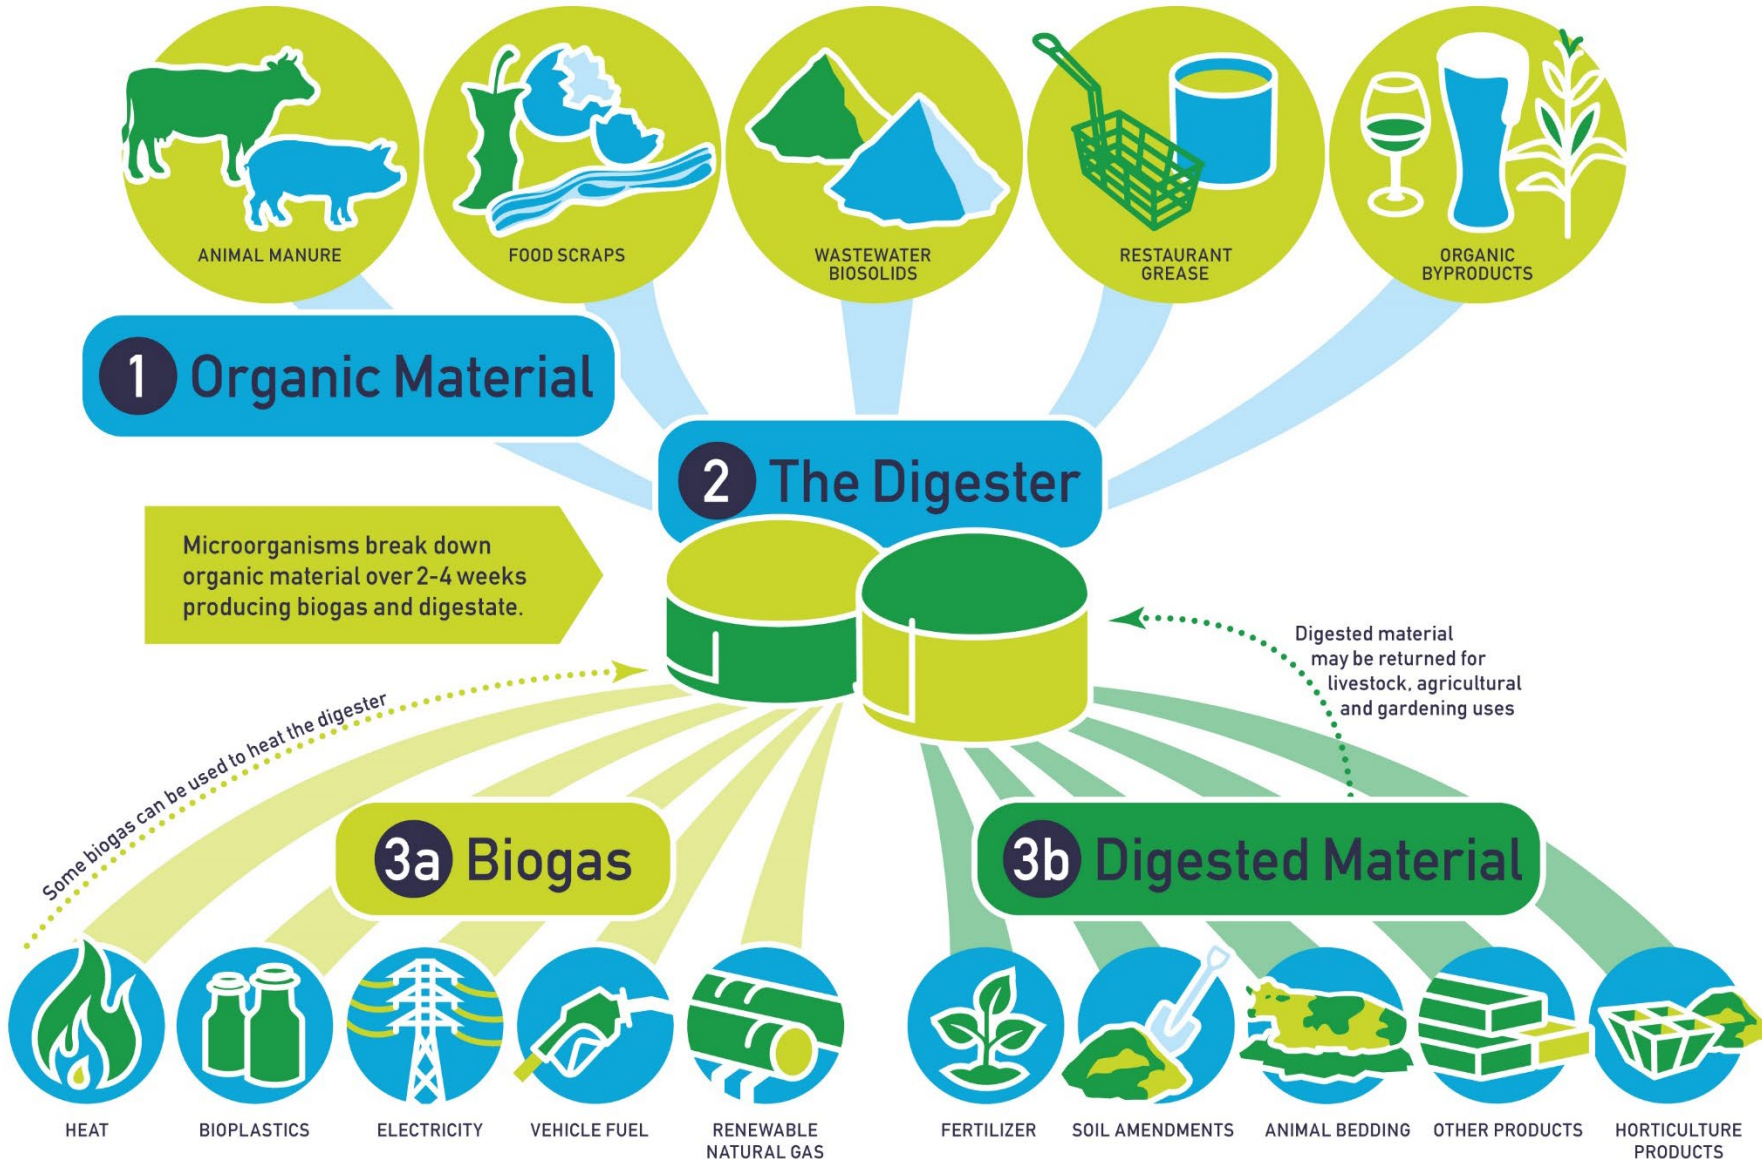 ANIMAL MANURE
FOOD SCRAPS
WASTEWATER
BIOSOLIDS
RESTAURANT
GREASE
ORGANIC
BYPRODUCTS
1 Organic Material
2 The Digester
Microorganisms break down
organic material over 2-4 weeks
producing biogas and digestate.
Digested material
may be returned for
livestock, agricultural
and gardening uses
Some biogas can be used to heat the digester
3a Biogas
3b Digested Material
HEAT
BIOPLASTICS
ELECTRICITY
VEHICLE FUEL
RENEWABLE
NATURAL GAS
FERTILIZER
SOIL AMENDMENTS
ANIMAL BEDDING
OTHER PRODUCTS
HORTICULTURE
PRODUCTS